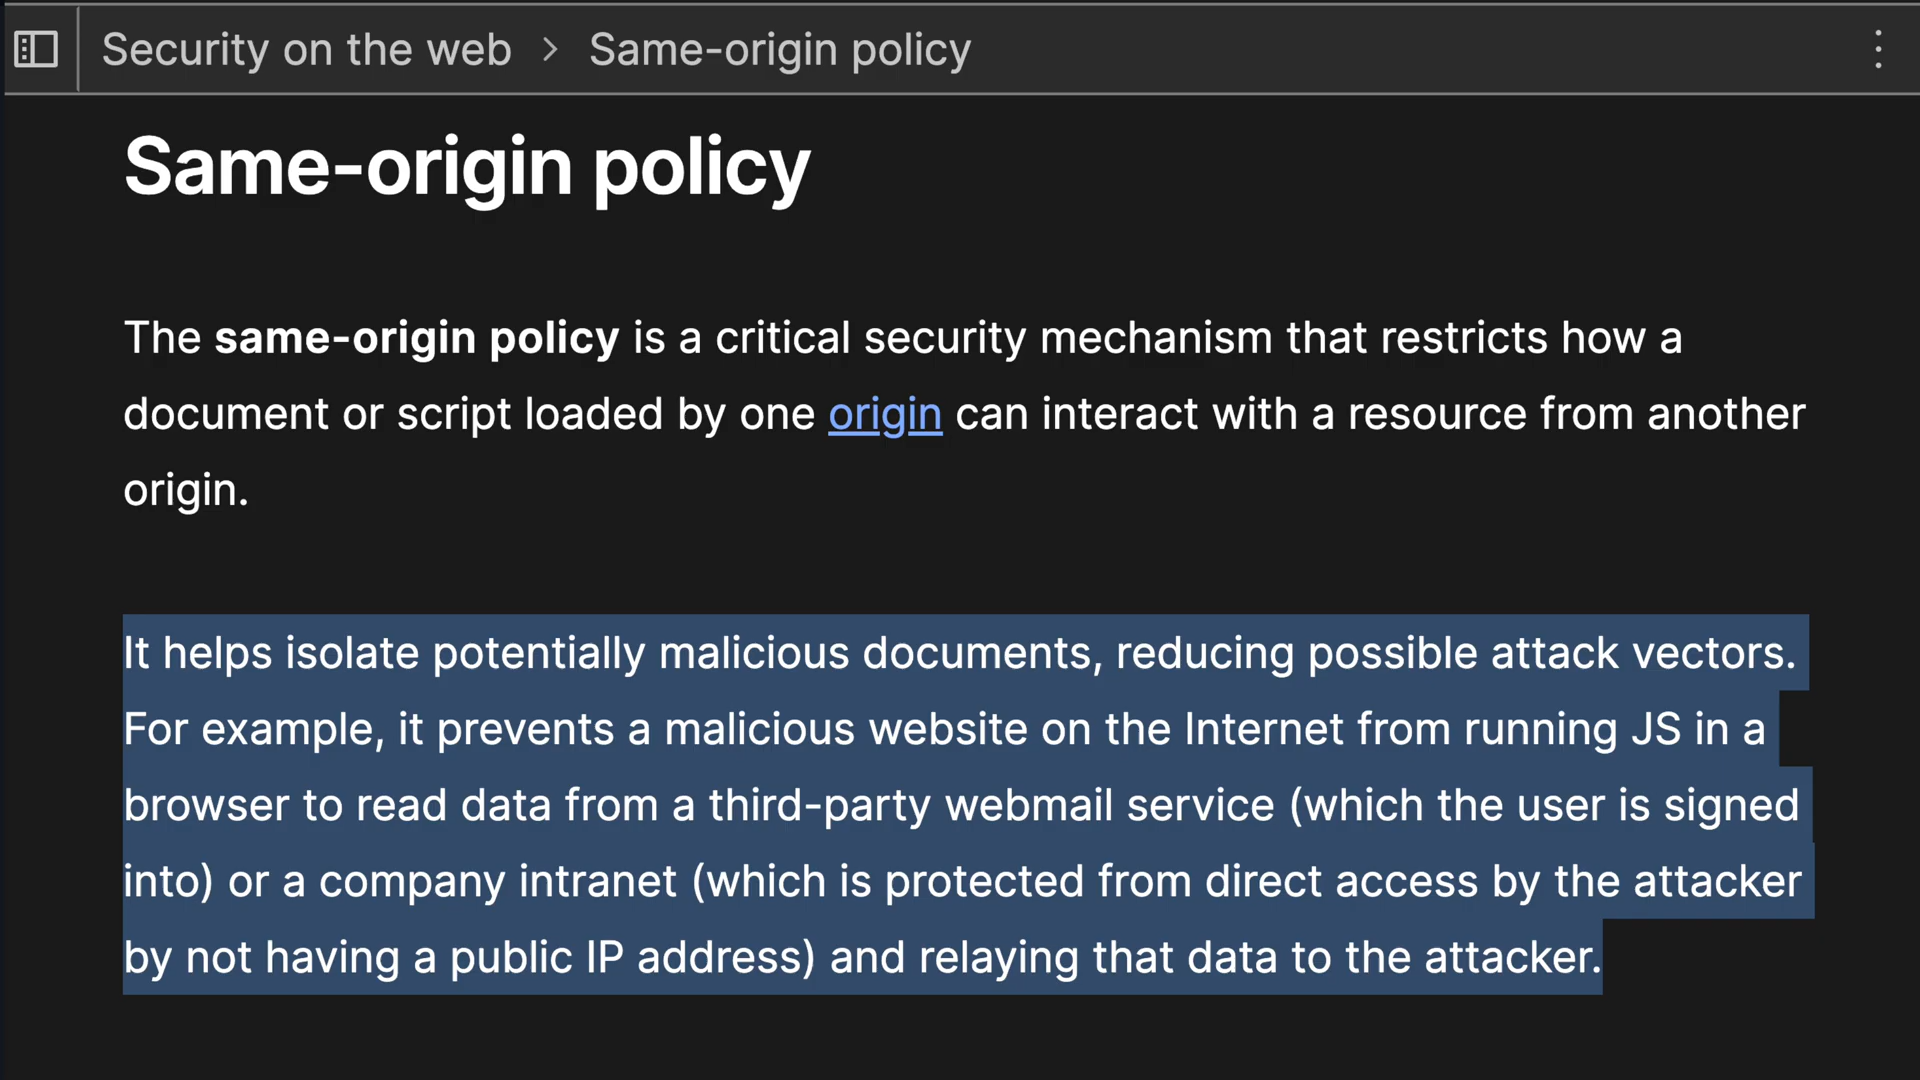 Security on the web > Same-origin policy
Same-origin policy
The same-origin policy is a critical security mechanism that restricts how a
document or script loaded by one origin can interact with a resource from another
origin.
It helps isolate potentially malicious documents, reducing possible attack vectors.
For example, it prevents a malicious website on the Internet from running JS in a
browser to read data from a third-party webmail service (which the user is signed
into) or a company intranet (which is protected from direct access by the attacker
by not having a public IP address) and relaying that data to the attacker.